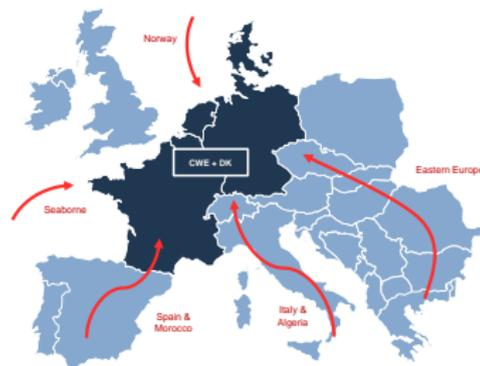 Norway
CWE + DK
Eastern Europe
Seaborne
Spain &
Morocco
Italy &
Algeria